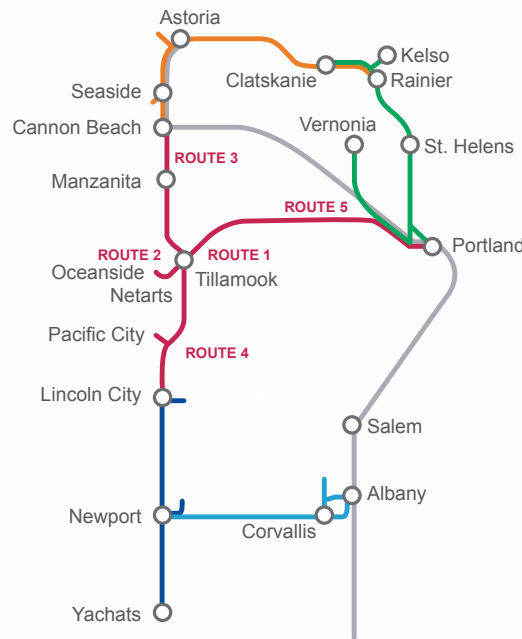 Astoria
Kelso
Clatskanie
Rainier
Seaside
Cannon Beach
Vernonia
St. Helens
ROUTE 3
Manzanita
ROUTE 5
Portland
ROUTE 2
ROUTE 1
Oceanside
Tillamook
Netarts
Pacific City
ROUTE 4
Lincoln City
Salem
Albany
Newport
Corvallis
Yachats